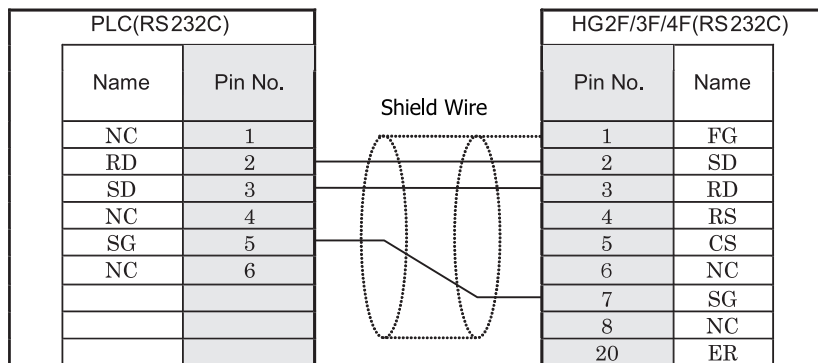 PLC(RS232C) HG2F/3F/4F(RS232C)
Name Pin No. Pin No. Name
Shield Wire
NC 1 1 FG
RD 2 2 SD
SD 3 3 RD
NC 4 4 RS
SG 5 5 CS
NC 6 6 NC
7 SG
8 NC
20 ER